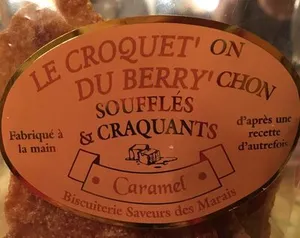 LE CROQUET' ON
DU BERRY' CHON
SOUFFLÉS
& CRAQUANTS
Fabriqué à
la main
d'après une
recette
d'autrefois
Caramel
Biscuiterie Saveurs des Marais